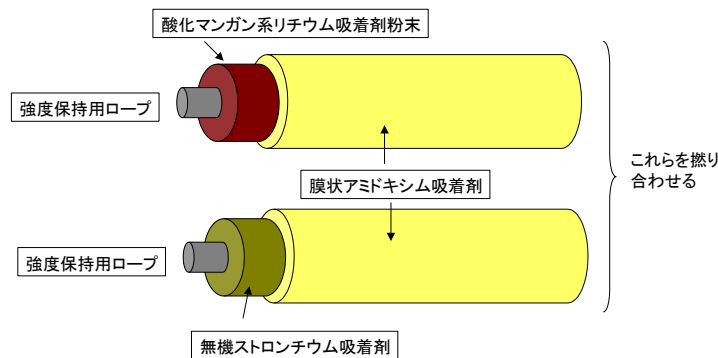 酸化マンガン系リチウム吸着剤粉末
強度保持用ロープ
膜状アミドキシム吸着剤
これらを撚り
合わせる
強度保持用ロープ
無機ストロンチウム吸着剤